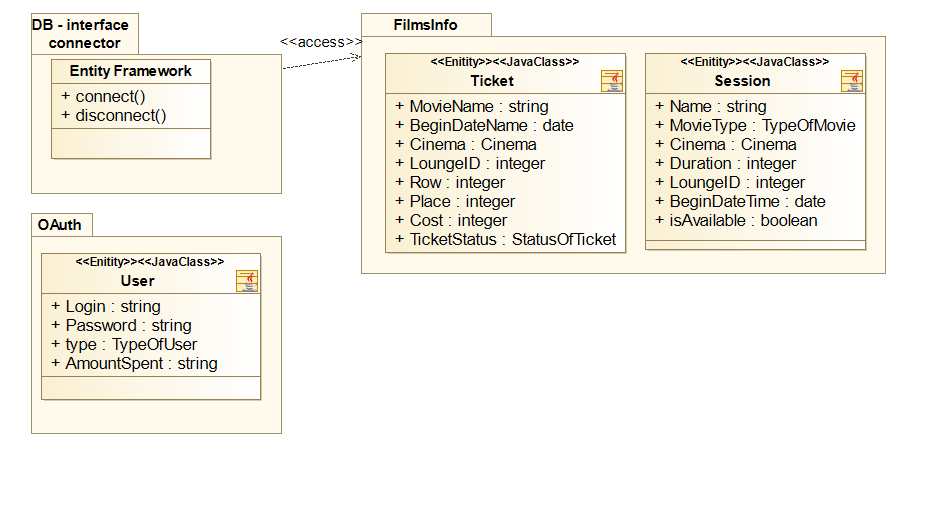 DB - interface
connector
Entity Framework
+ connect()
+ disconnect()
<<access>>
FilmsInfo
<<Enitity>><<JavaClass>>
Ticket
+ MovieName : string
+ BeginDateName : date
+ Cinema : Cinema
+ LoungeID : integer
+ Row : integer
+ Place : integer
+ Cost : integer
+ TicketStatus : StatusOfTicket
<<Enitity>><<JavaClass>>
Session
+ Name : string
+ MovieType : TypeOfMovie
+ Cinema : Cinema
+ Duration : integer
+ LoungeID : integer
+ BeginDateTime : date
+ isAvailable : boolean
OAuth
<<Enitity>><<JavaClass>>
User
+ Login : string
+ Password : string
+ type : TypeOfUser
+ AmountSpent : string